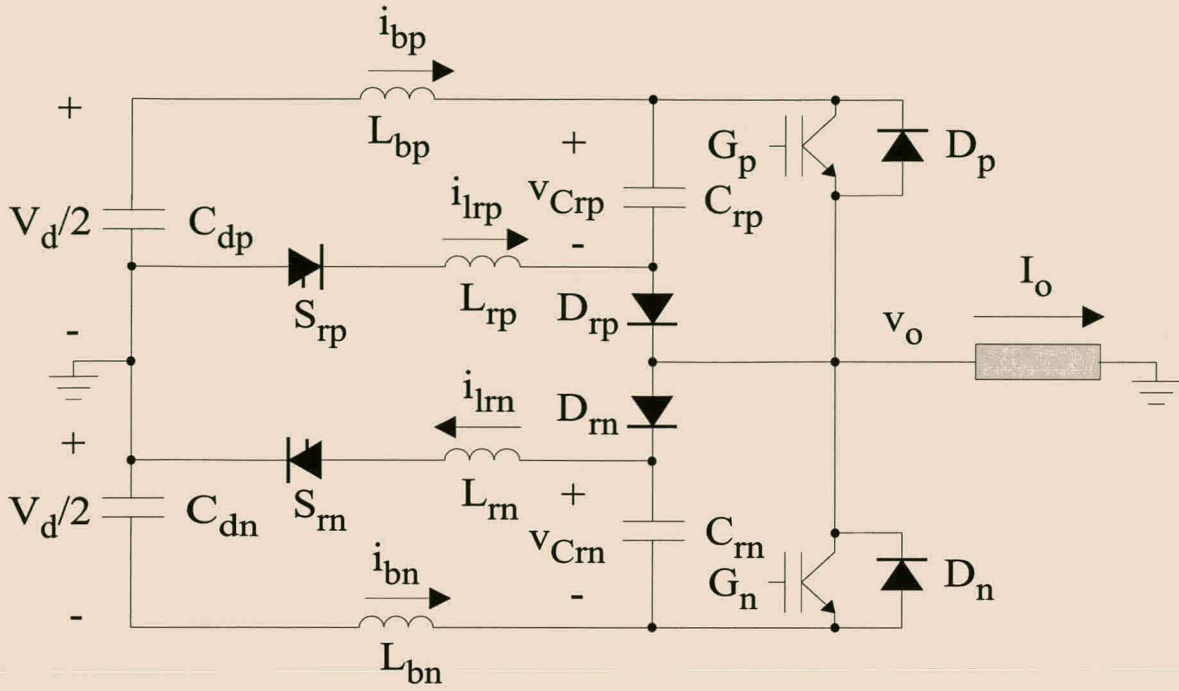 i_bp
+
L_bp
+
G_p
D_p
V_d/2
C_dp
i_lrp
v_Crp
C_rp
-
S_rp
L_rp
D_rp
I_o
-
v_o
i_lrn
D_rn
+
V_d/2
C_dn
S_rn
L_rn
+
v_Crn
C_rn
i_bn
G_n
D_n
-
-
L_bn